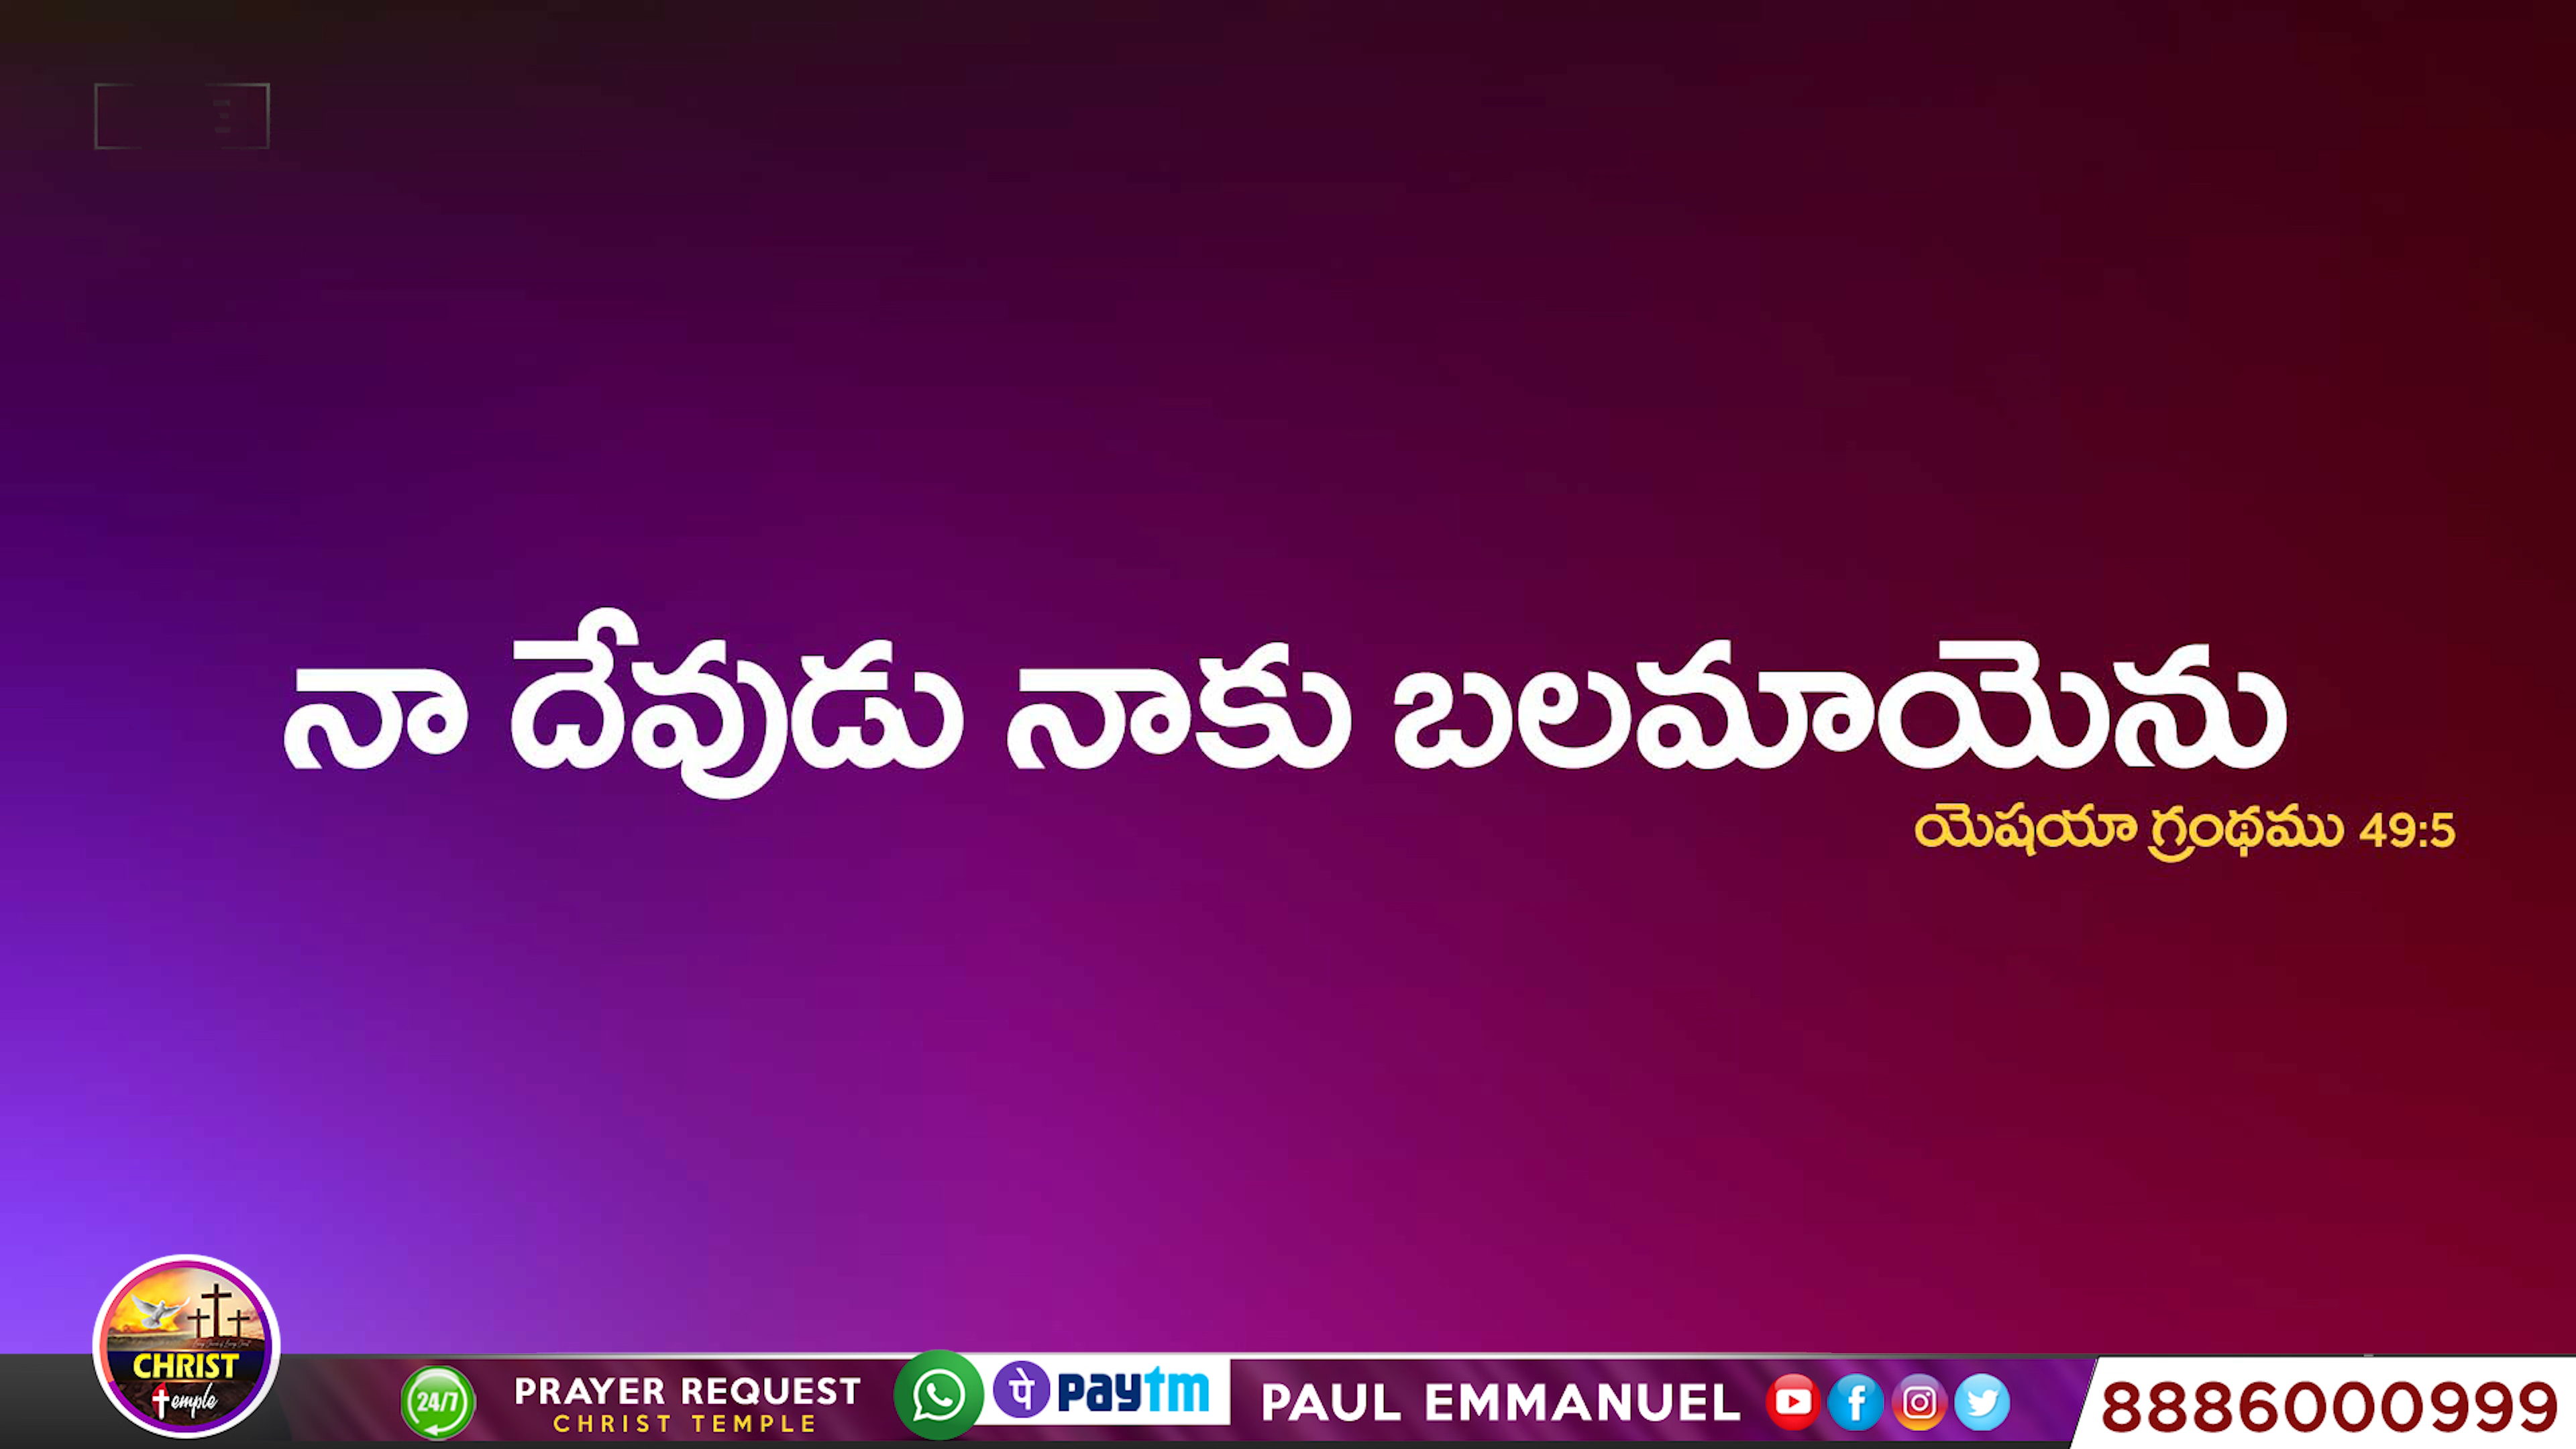 నా దేవుడు నాకు బలమాయెను
యెషయా గ్రంథము 49:5
CHRIST
Temple
24/7
PRAYER REQUEST
CHRIST TEMPLE
पे paytm
PAUL EMMANUEL
8886000999